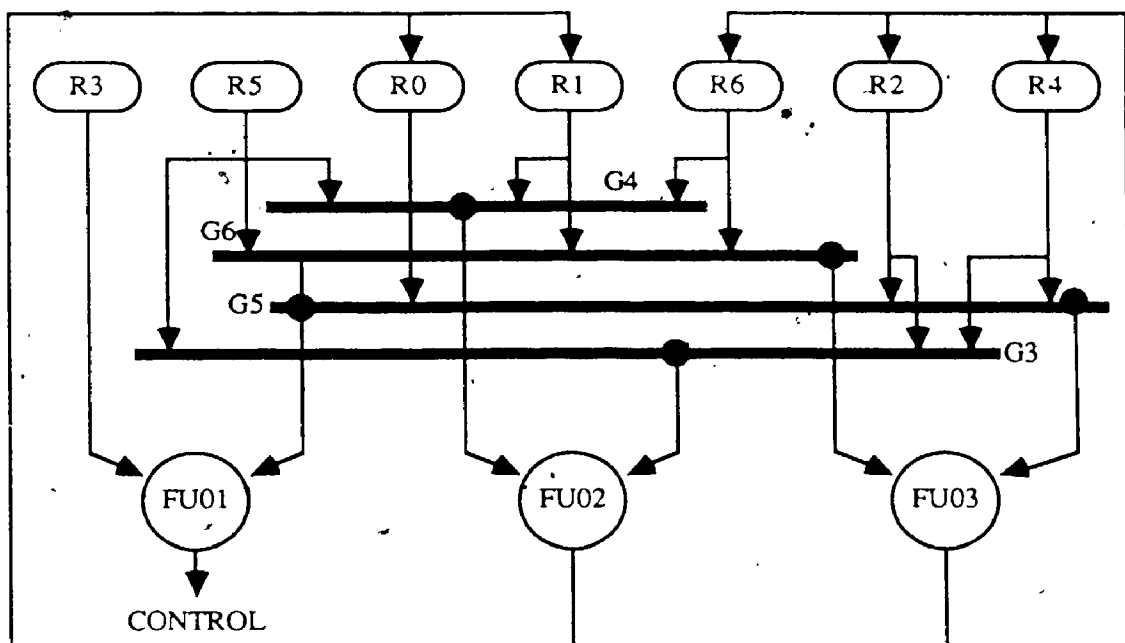 R3 R5 R0 R1 R6 R2 R4
G4
G6
G5
G3
FU01 FU02 FU03
CONTROL